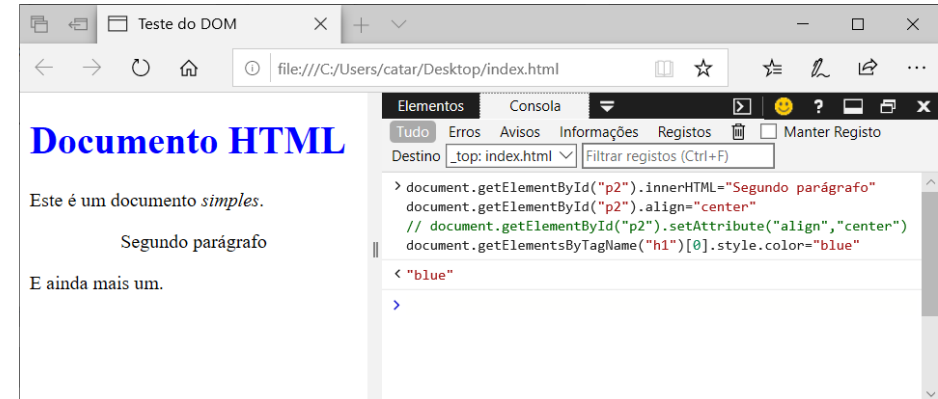 Teste do DOM
file:///C:/Users/catar/Desktop/index.html
Documento HTML
Este é um documento simples.
Segundo parágrafo
E ainda mais um.
Elementos Consola
Tudo Erros Avisos Informações Registos Manter Registo
Destino _top: index.html Filtrar registos (Ctrl+F)
> document.getElementById("p2").innerHTML="Segundo parágrafo"
document.getElementById("p2").align="center"
// document.getElementById("p2").setAttribute("align","center")
document.getElementsByTagName("h1")[0].style.color="blue"
< "blue"
>